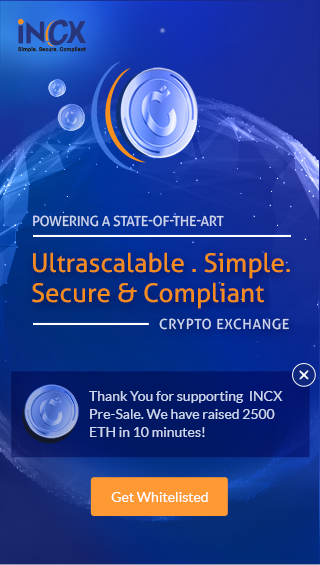 iNCX
Simple. Secure. Compliant
POWERING A STATE-OF-THE-ART
Ultrascalable . Simple.
Secure & Compliant
CRYPTO EXCHANGE
Thank You for supporting INCX
Pre-Sale. We have raised 2500
ETH in 10 minutes!
Get Whitelisted